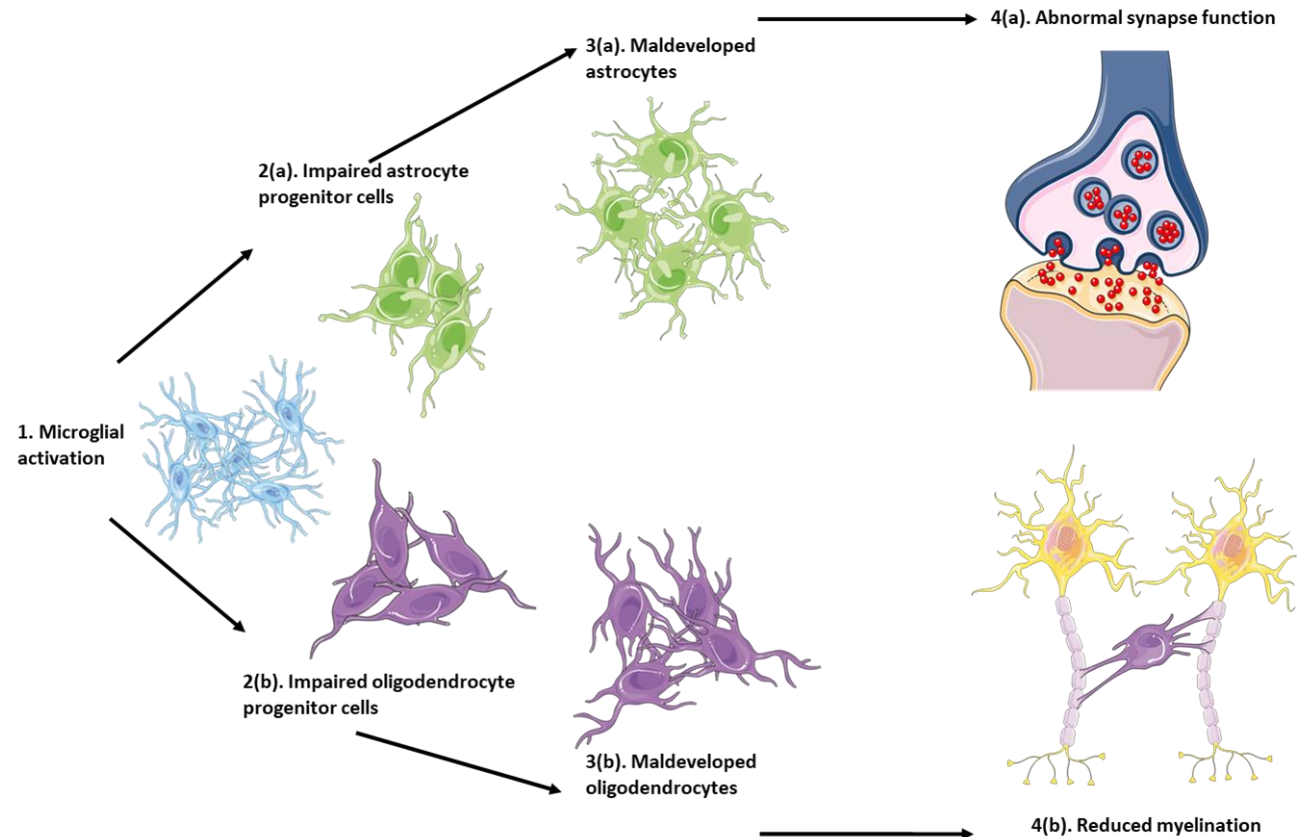 4(a). Abnormal synapse function
3(a). Maldeveloped
astrocytes
2(a). Impaired astrocyte
progenitor cells
1. Microglial
activation
2(b). Impaired oligodendrocyte
progenitor cells
3(b). Maldeveloped
oligodendrocytes
4(b). Reduced myelination